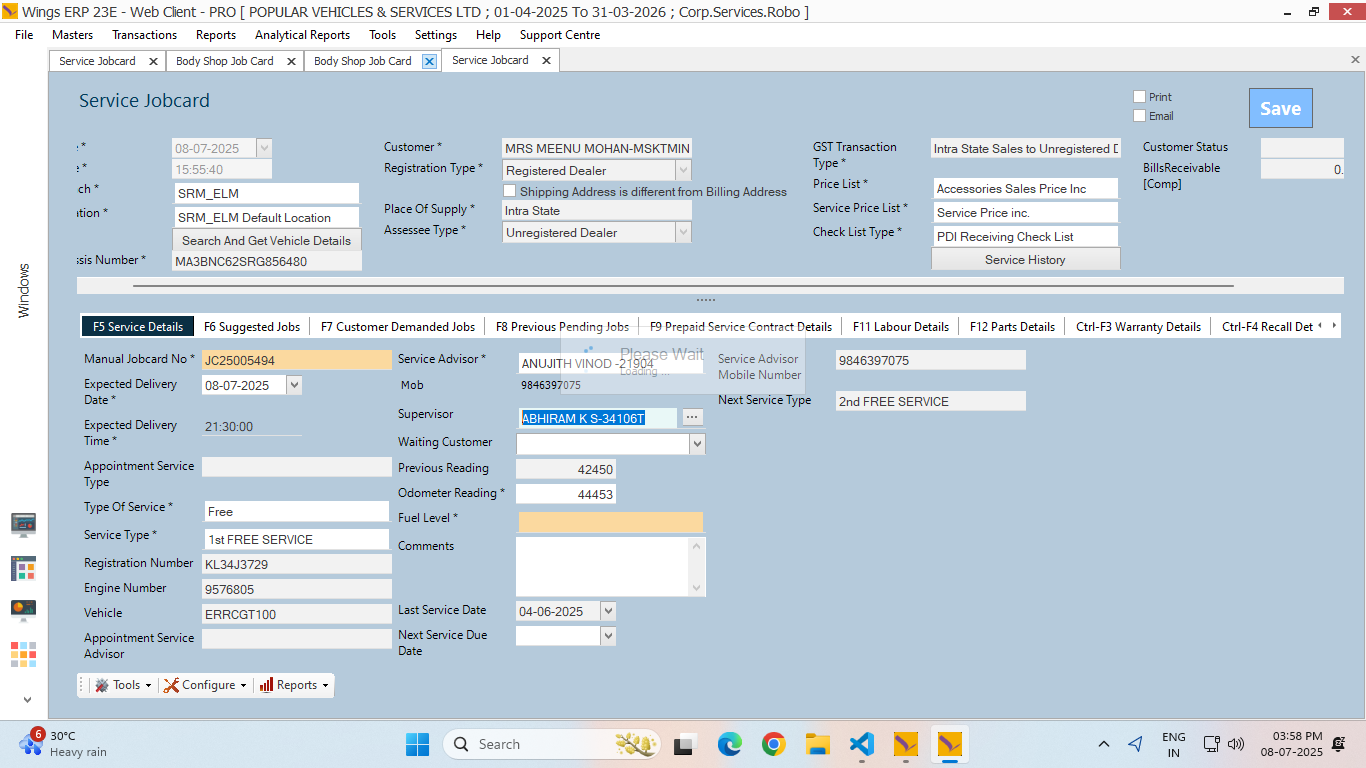 Wings ERP 23E - Web Client - PRO [ POPULAR VEHICLES & SERVICES LTD ; 01-04-2025 To 31-03-2026 ; Corp.Services.Robo ]
File Masters Transactions Reports Analytical Reports Tools Settings Help Support Centre
Service Jobcard Body Shop Job Card Body Shop Job Card Service Jobcard
Service Jobcard
Print
Email
Save
08-07-2025
15:55:40
SRM_ELM
SRM_ELM Default Location
Search And Get Vehicle Details
MA3BNC62SRG856480
Customer * MRS MEENU MOHAN-MSKTMIN
Registration Type * Registered Dealer
Shipping Address is different from Billing Address
Place Of Supply * Intra State
Assessee Type * Unregistered Dealer
GST Transaction
Type *
Intra State Sales to Unregistered D
Price List * Accessories Sales Price Inc
Service Price List * Service Price inc.
Check List Type * PDI Receiving Check List
Service History
Customer Status
BillsReceivable
[Comp]
0.
Windows
F5 Service Details F6 Suggested Jobs F7 Customer Demanded Jobs F8 Previous Pending Jobs F9 Prepaid Service Contract Details F11 Labour Details F12 Parts Details Ctrl-F3 Warranty Details Ctrl-F4 Recall Det
Please Wait
Loading ...
Manual Jobcard No * JC25005494
Expected Delivery
Date *
08-07-2025
Expected Delivery
Time *
21:30:00
Appointment Service
Type
Type Of Service * Free
Service Type * 1st FREE SERVICE
Registration Number KL34J3729
Engine Number 9576805
Vehicle ERRCGT100
Appointment Service
Advisor
Service Advisor * ANUJITH VINOD -21904
Mob 9846397075
Supervisor ABHIRAM K S-34106T
Waiting Customer
Previous Reading 42450
Odometer Reading * 44453
Fuel Level *
Comments
Last Service Date 04-06-2025
Next Service Due
Date
Service Advisor
Mobile Number
9846397075
Next Service Type 2nd FREE SERVICE
Tools Configure Reports
6
30°C
Heavy rain
Search
ENG
IN
03:58 PM
08-07-2025